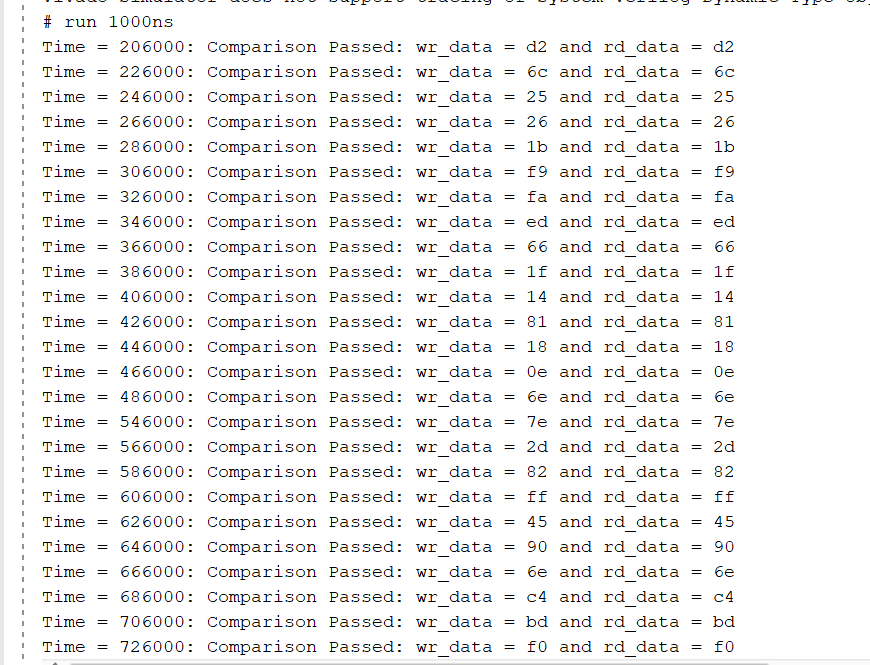 # run 1000ns
Time = 206000: Comparison Passed: wr_data = d2 and rd_data = d2
Time = 226000: Comparison Passed: wr_data = 6c and rd_data = 6c
Time = 246000: Comparison Passed: wr_data = 25 and rd_data = 25
Time = 266000: Comparison Passed: wr_data = 26 and rd_data = 26
Time = 286000: Comparison Passed: wr_data = 1b and rd_data = 1b
Time = 306000: Comparison Passed: wr_data = f9 and rd_data = f9
Time = 326000: Comparison Passed: wr_data = fa and rd_data = fa
Time = 346000: Comparison Passed: wr_data = ed and rd_data = ed
Time = 366000: Comparison Passed: wr_data = 66 and rd_data = 66
Time = 386000: Comparison Passed: wr_data = 1f and rd_data = 1f
Time = 406000: Comparison Passed: wr_data = 14 and rd_data = 14
Time = 426000: Comparison Passed: wr_data = 81 and rd_data = 81
Time = 446000: Comparison Passed: wr_data = 18 and rd_data = 18
Time = 466000: Comparison Passed: wr_data = 0e and rd_data = 0e
Time = 486000: Comparison Passed: wr_data = 6e and rd_data = 6e
Time = 546000: Comparison Passed: wr_data = 7e and rd_data = 7e
Time = 566000: Comparison Passed: wr_data = 2d and rd_data = 2d
Time = 586000: Comparison Passed: wr_data = 82 and rd_data = 82
Time = 606000: Comparison Passed: wr_data = ff and rd_data = ff
Time = 626000: Comparison Passed: wr_data = 45 and rd_data = 45
Time = 646000: Comparison Passed: wr_data = 90 and rd_data = 90
Time = 666000: Comparison Passed: wr_data = 6e and rd_data = 6e
Time = 686000: Comparison Passed: wr_data = c4 and rd_data = c4
Time = 706000: Comparison Passed: wr_data = bd and rd_data = bd
Time = 726000: Comparison Passed: wr_data = f0 and rd_data = f0